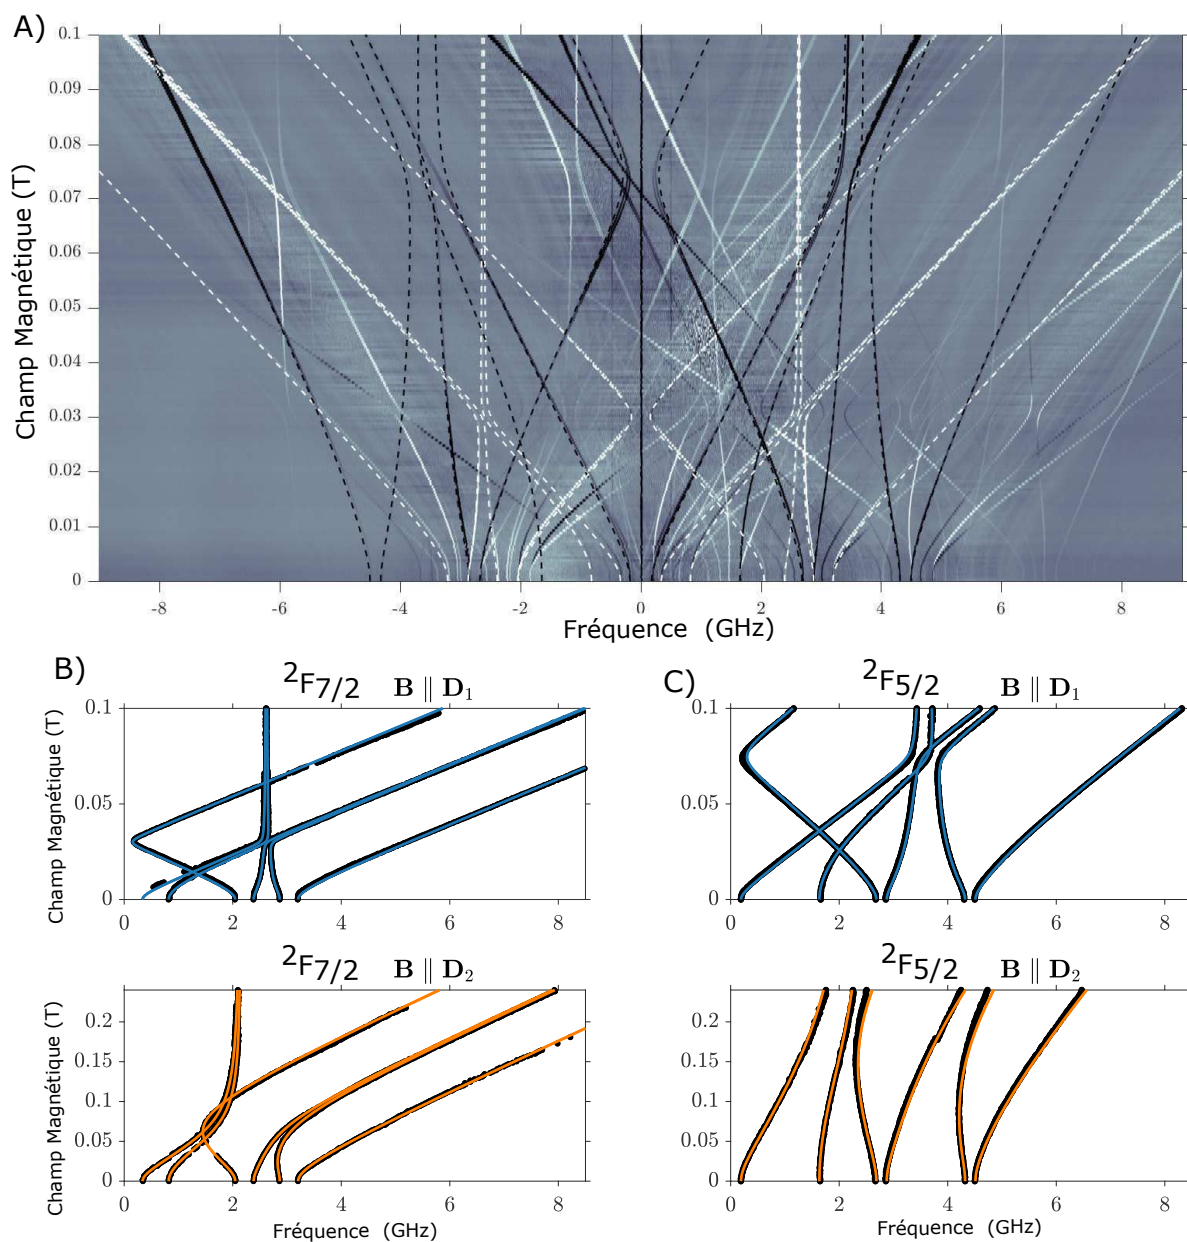 A)
0.1
0.09
0.08
0.07
0.06
0.05
0.04
0.03
0.02
0.01
0
Champ Magnétique (T)
-8 -6 -4 -2 0 2 4 6 8
Fréquence (GHz)
B)
2F7/2 B ∥ D1
0.1
0.05
0
Champ Magnétique (T)
0 2 4 6 8
C)
2F5/2 B ∥ D1
0.1
0.05
0
0 2 4 6 8
2F7/2 B ∥ D2
0.2
0.15
0.1
0.05
0
Champ Magnétique (T)
0 2 4 6 8
Fréquence (GHz)
2F5/2 B ∥ D2
0.2
0.15
0.1
0.05
0
0 2 4 6 8
Fréquence (GHz)